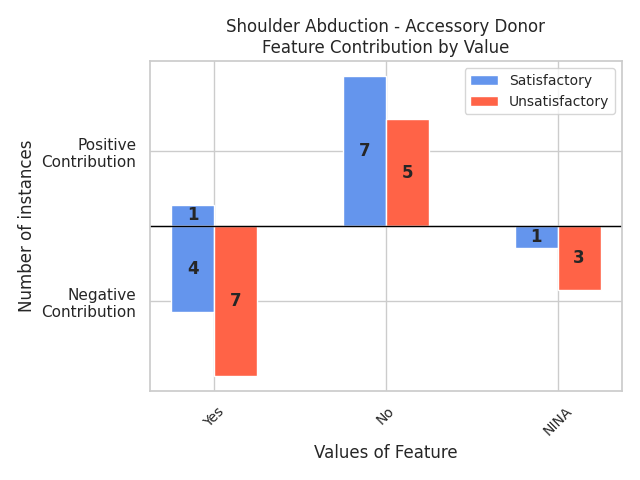 Shoulder Abduction - Accessory Donor
Feature Contribution by Value
Satisfactory
Unsatisfactory
Number of instances
Positive
Contribution
Negative
Contribution
1
4
7
7
5
1
3
Yes
No
NINA
Values of Feature